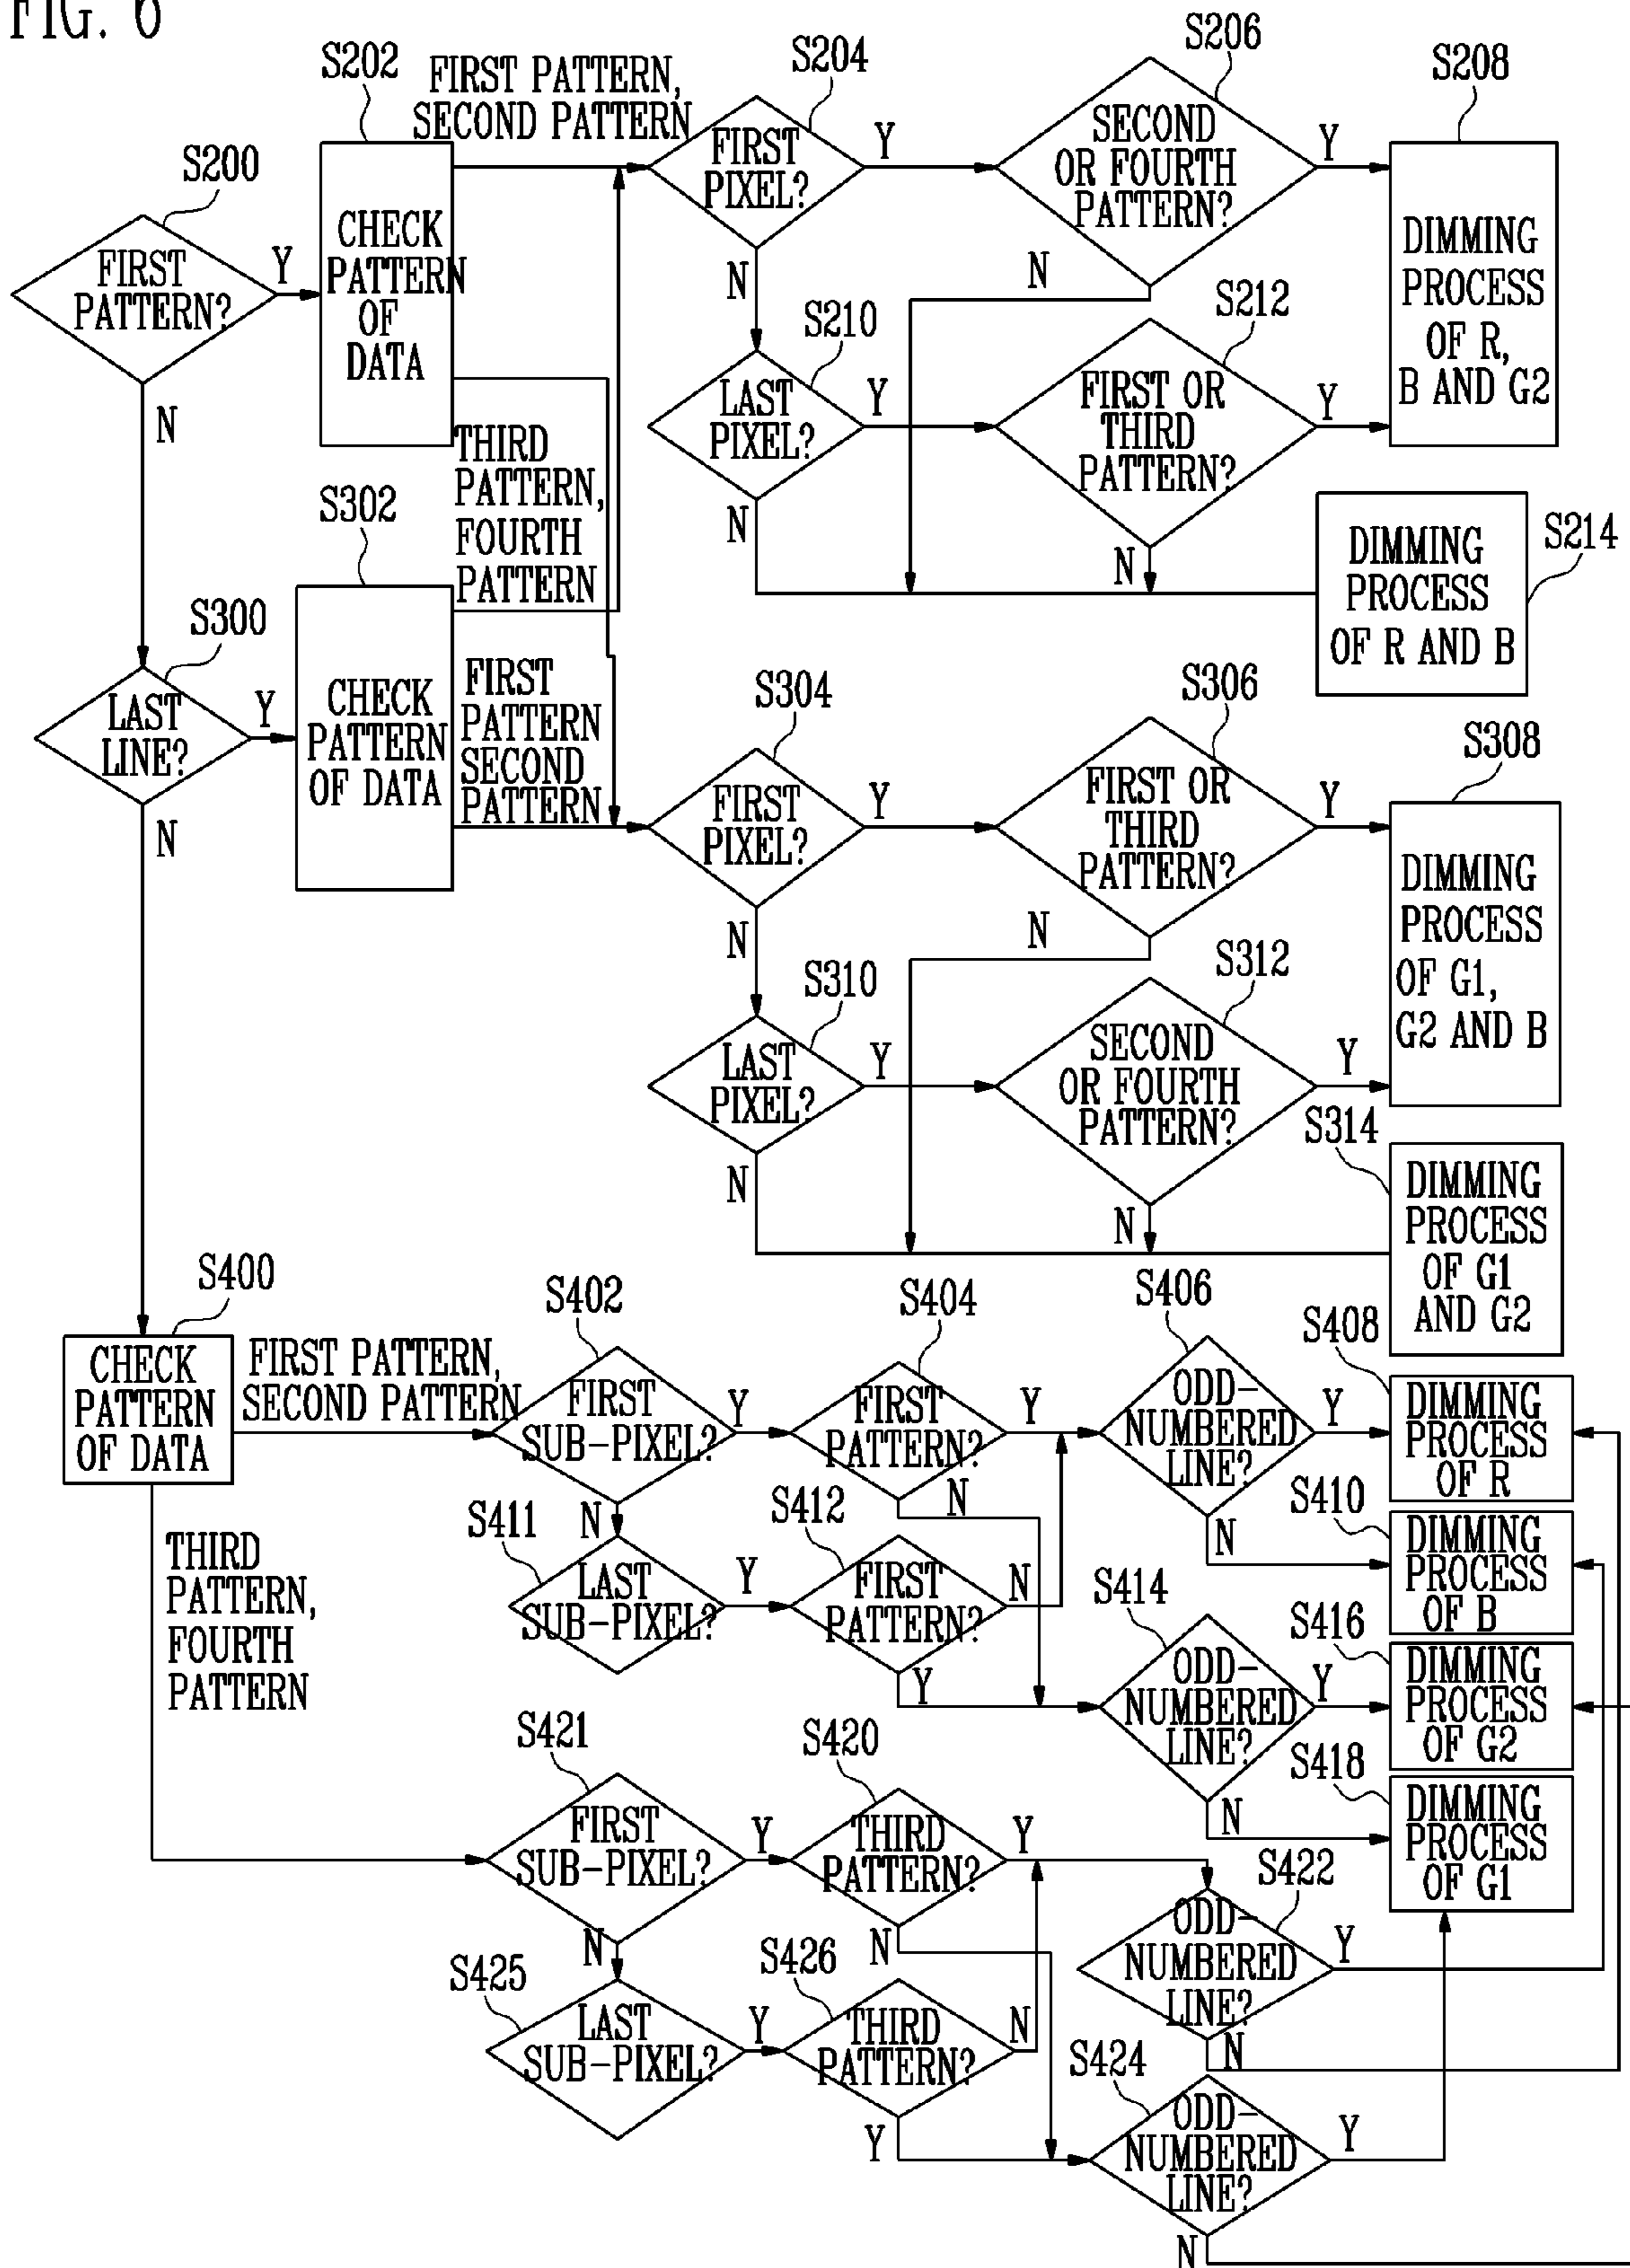 FIG. 6
S200
FIRST
PATTERN?
Y
N
S202
CHECK
PATTERN
OF
DATA
FIRST PATTERN,
SECOND PATTERN
THIRD
PATTERN,
FOURTH
PATTERN
S204
FIRST
PIXEL?
Y
N
S206
SECOND
OR FOURTH
PATTERN?
Y
N
S208
DIMMING
PROCESS
OF R,
B AND G2
S210
LAST
PIXEL?
Y
N
S212
FIRST OR
THIRD
PATTERN?
Y
N
S214
DIMMING
PROCESS
OF R AND B
S300
LAST
LINE?
Y
N
S302
CHECK
PATTERN
OF DATA
FIRST
PATTERN
SECOND
PATTERN
S304
FIRST
PIXEL?
Y
N
S306
FIRST OR
THIRD
PATTERN?
Y
N
S308
DIMMING
PROCESS
OF G1,
G2 AND B
S310
LAST
PIXEL?
Y
N
S312
SECOND
OR FOURTH
PATTERN?
Y
N
S314
DIMMING
PROCESS
OF G1
AND G2
S400
CHECK
PATTERN
OF DATA
FIRST PATTERN,
SECOND PATTERN
THIRD
PATTERN,
FOURTH
PATTERN
S402
FIRST
SUB-PIXEL?
Y
N
S404
FIRST
PATTERN?
Y
N
S406
ODD-
NUMBERED
LINE?
Y
N
S408
DIMMING
PROCESS
OF R
S410
DIMMING
PROCESS
OF B
S411
LAST
SUB-PIXEL?
Y
S412
FIRST
PATTERN?
N
Y
S414
ODD-
NUMBERED
LINE?
Y
N
S416
DIMMING
PROCESS
OF G2
S418
DIMMING
PROCESS
OF G1
S421
FIRST
SUB-PIXEL?
Y
N
S420
THIRD
PATTERN?
Y
N
S422
ODD-
NUMBERED
LINE?
Y
N
S425
LAST
SUB-PIXEL?
Y
S426
THIRD
PATTERN?
N
Y
S424
ODD-
NUMBERED
LINE?
Y
N